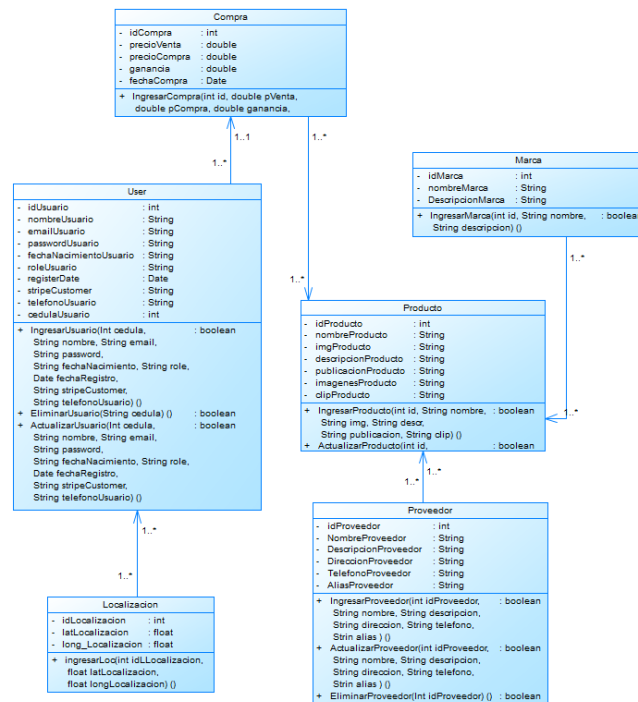 Compra
- idCompra : int
- precioVenta : double
- precioCompra : double
- ganancia : double
- fechaCompra : Date
+ IngresarCompra(int id, double pVenta,
double pCompra, double ganancia,
1..1
1..*
1..*
1..*
Marca
- idMarca : int
- nombreMarca : String
- DescripcionMarca : String
+ IngresarMarca(int id, String nombre, : boolean
String descripcion) ()
1..*
User
- idUsuario : int
- nombreUsuario : String
- emailUsuario : String
- passwordUsuario : String
- fechaNacimientoUsuario : String
- roleUsuario : String
- registerDate : Date
- stripeCustomer : String
- telefonoUsuario : String
- cedulaUsuario : int
+ IngresarUsuario(Int cedula, : boolean
String nombre, String email,
String password,
String fechaNacimiento, String role,
Date fechaRegistro,
String stripeCustomer,
String telefonoUsuario) ()
+ EliminarUsuario(String cedula) () : boolean
+ ActualizarUsuario(Int cedula, : boolean
String nombre, String email,
String password,
String fechaNacimiento, String role,
Date fechaRegistro,
String stripeCustomer,
String telefonoUsuario) ()
1..*
Producto
- idProducto : int
- nombreProducto : String
- imgProducto : String
- descripcionProducto : String
- publicacionProducto : String
- imagenesProducto : String
- clipProducto : String
+ IngresarProducto(int id, String nombre, : boolean
String img, String descr,
String publicacion, String clip) ()
+ ActualizarProducto(int id, : boolean
1..*
1..*
1..*
Proveedor
- idProveedor : int
- NombreProveedor : String
- DescripcionProveedor : String
- DireccionProveedor : String
- TelefonoProveedor : String
- AliasProveedor : String
+ IngresarProveedor(int idProveedor, : boolean
String nombre, String descripcion,
String direccion, String telefono,
Strin alias ) ()
+ ActualizarProveedor(int idProveedor, : boolean
String nombre, String descripcion,
String direccion, String telefono,
Strin alias ) ()
+ EliminarProveedor(Int idProveedor) () : boolean
1..*
1..*
Localizacion
- idLocalizacion : int
- latLocalizacion : float
- long_Localizacion : float
+ ingresarLoc(int idLLocalizacion,
float latLocalizacion,
float longLocalizacion) ()